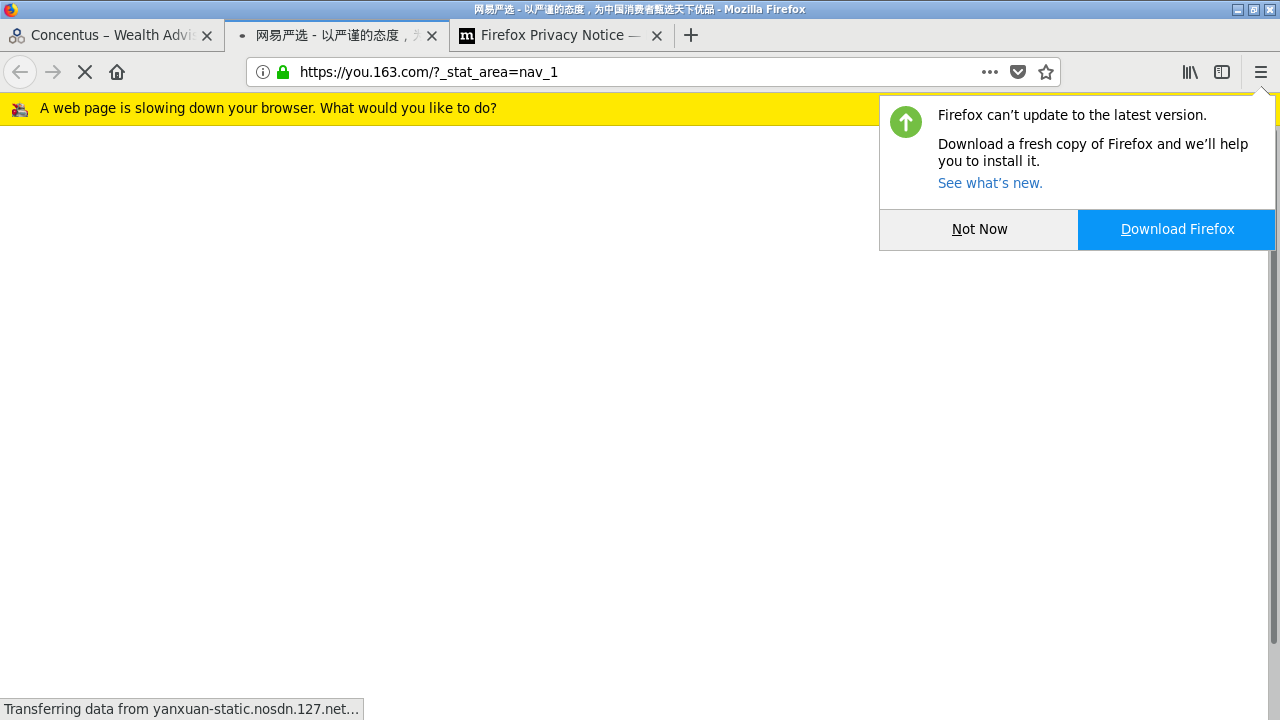 网易严选 - 以严谨的态度，为中国消费者甄选天下优品 - Mozilla Firefox
Concentus – Wealth Advis
网易严选 - 以严谨的态度，
Firefox Privacy Notice —
https://you.163.com/?_stat_area=nav_1
A web page is slowing down your browser. What would you like to do?
Firefox can’t update to the latest version.
Download a fresh copy of Firefox and we’ll help
you to install it.
See what’s new.
Not Now
Download Firefox
Transferring data from yanxuan-static.nosdn.127.net…